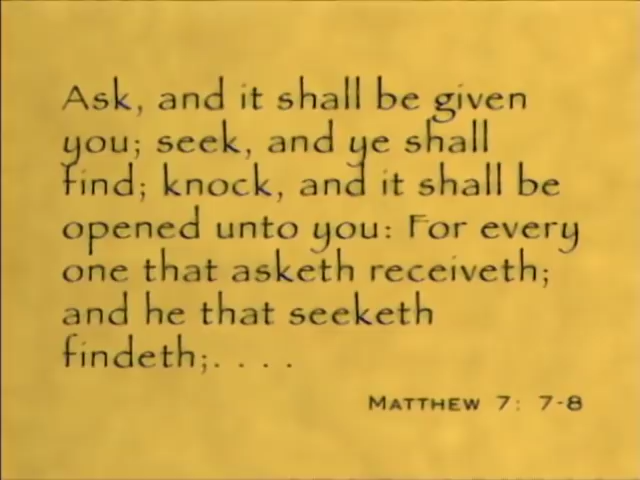 Ask, and it shall be given
you; seek, and ye shall
find; knock, and it shall be
opened unto you: For every
one that asketh receiveth;
and he that seeketh
findeth;. . . .
Matthew 7: 7-8